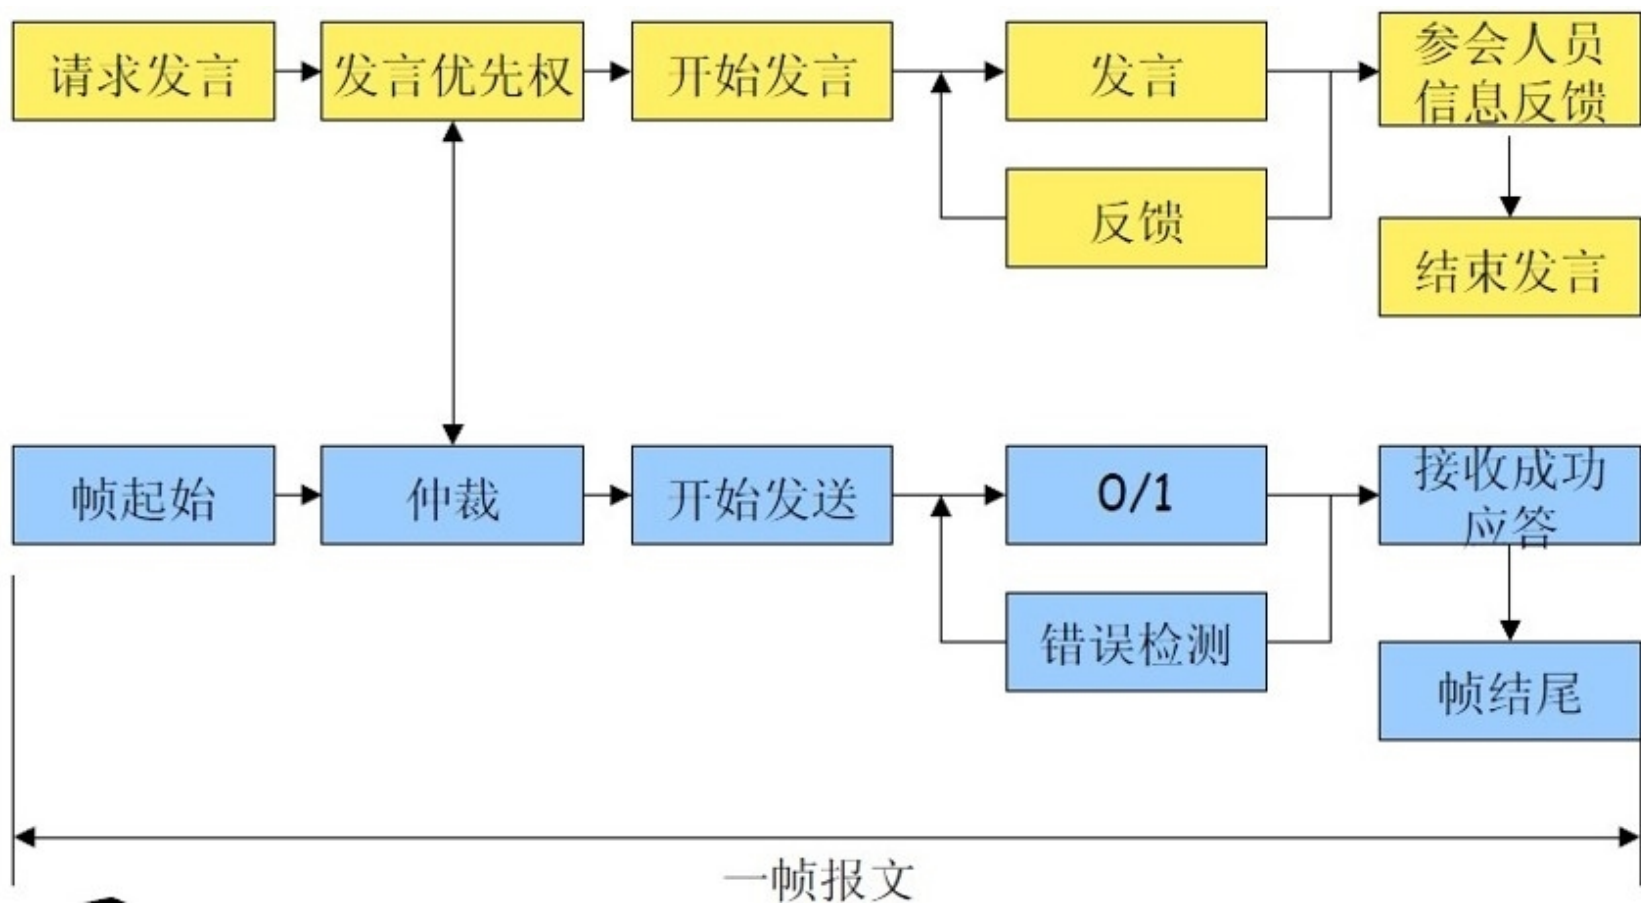 请求发言
发言优先权
开始发言
发言
参会人员
信息反馈
反馈
结束发言
帧起始
仲裁
开始发送
0/1
接收成功
应答
错误检测
帧结尾
一帧报文